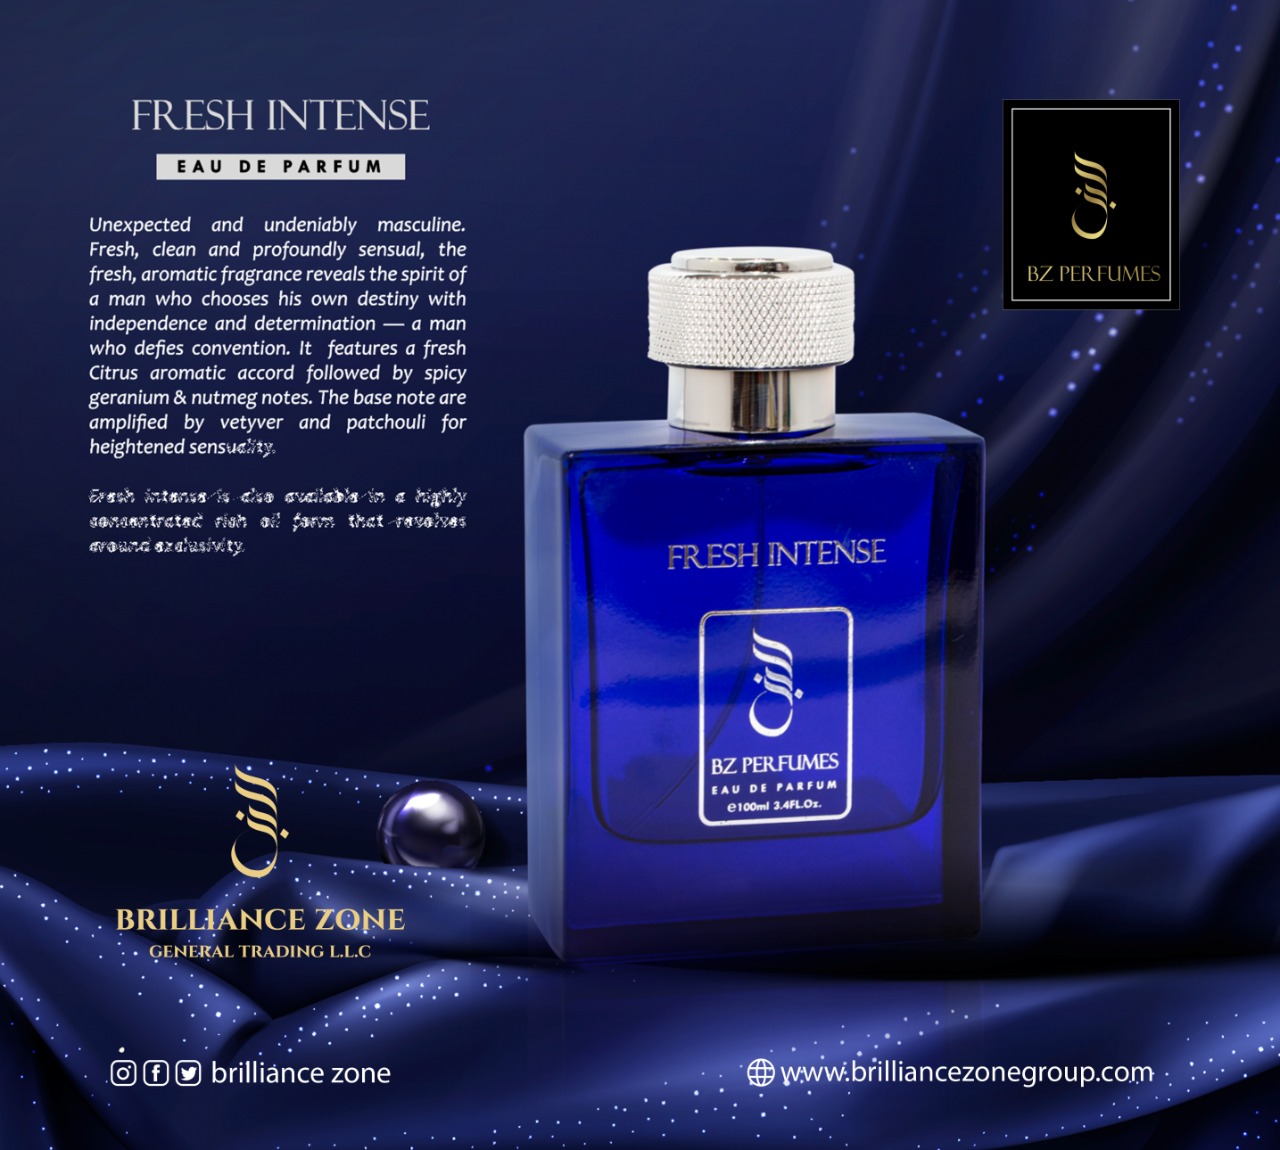 FRESH INTENSE
EAU DE PARFUM
Unexpected and undeniably masculine.
Fresh, clean and profoundly sensual, the
fresh, aromatic fragrance reveals the spirit of
a man who chooses his own destiny with
independence and determination — a man
who defies convention. It features a fresh
Citrus aromatic accord followed by spicy
geranium & nutmeg notes. The base note are
amplified by vetyver and patchouli for
heightened sensuality.
Fresh intense is also available in a highly
concentrated rich oil form that revolves
around exclusivity.
BZ PERFUMES
FRESH INTENSE
BZ PERFUMES
EAU DE PARFUM
℮100ml 3.4FL.Oz.
BRILLIANCE ZONE
GENERAL TRADING L.L.C
brilliance zone
www.brilliancezonegroup.com